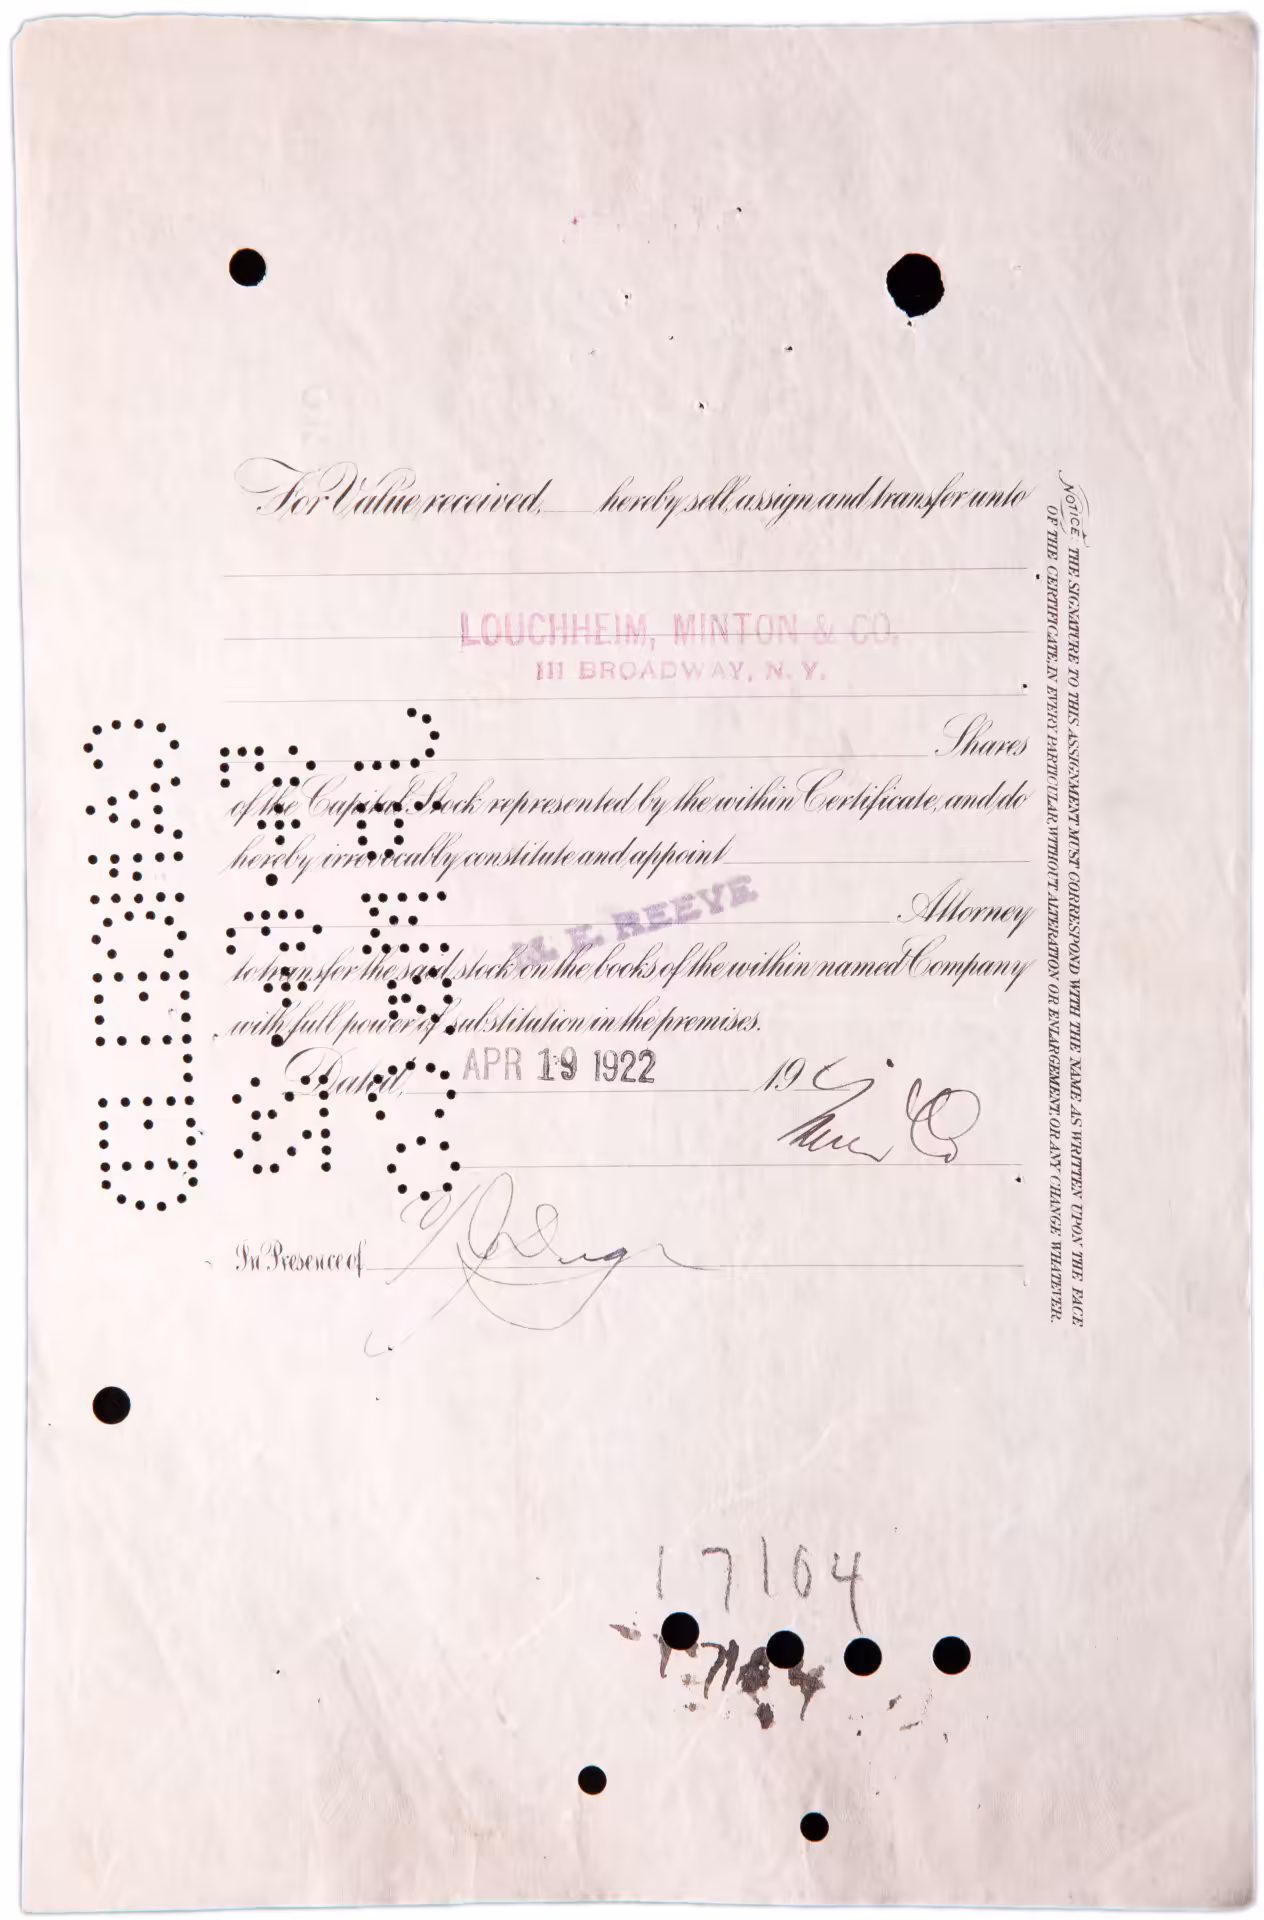 For Value received, hereby sell, assign and transfer unto
LOUCHHEIM, MINTON & CO.
111 BROADWAY, N. Y.
Shares
of the Capital Stock represented by the within Certificate, and do
hereby irrevocably constitute and appoint
Attorney
E. REEVE
to transfer the said stock on the books of the within named Company
with full power of substitution in the premises.
Dated, APR 19 1922 19
In Presence of
NOTICE: THE SIGNATURE TO THIS ASSIGNMENT MUST CORRESPOND WITH THE NAME AS WRITTEN UPON THE FACE
OF THE CERTIFICATE, IN EVERY PARTICULAR WITHOUT ALTERATION OR ENLARGEMENT, OR ANY CHANGE WHATEVER.
17104
17104